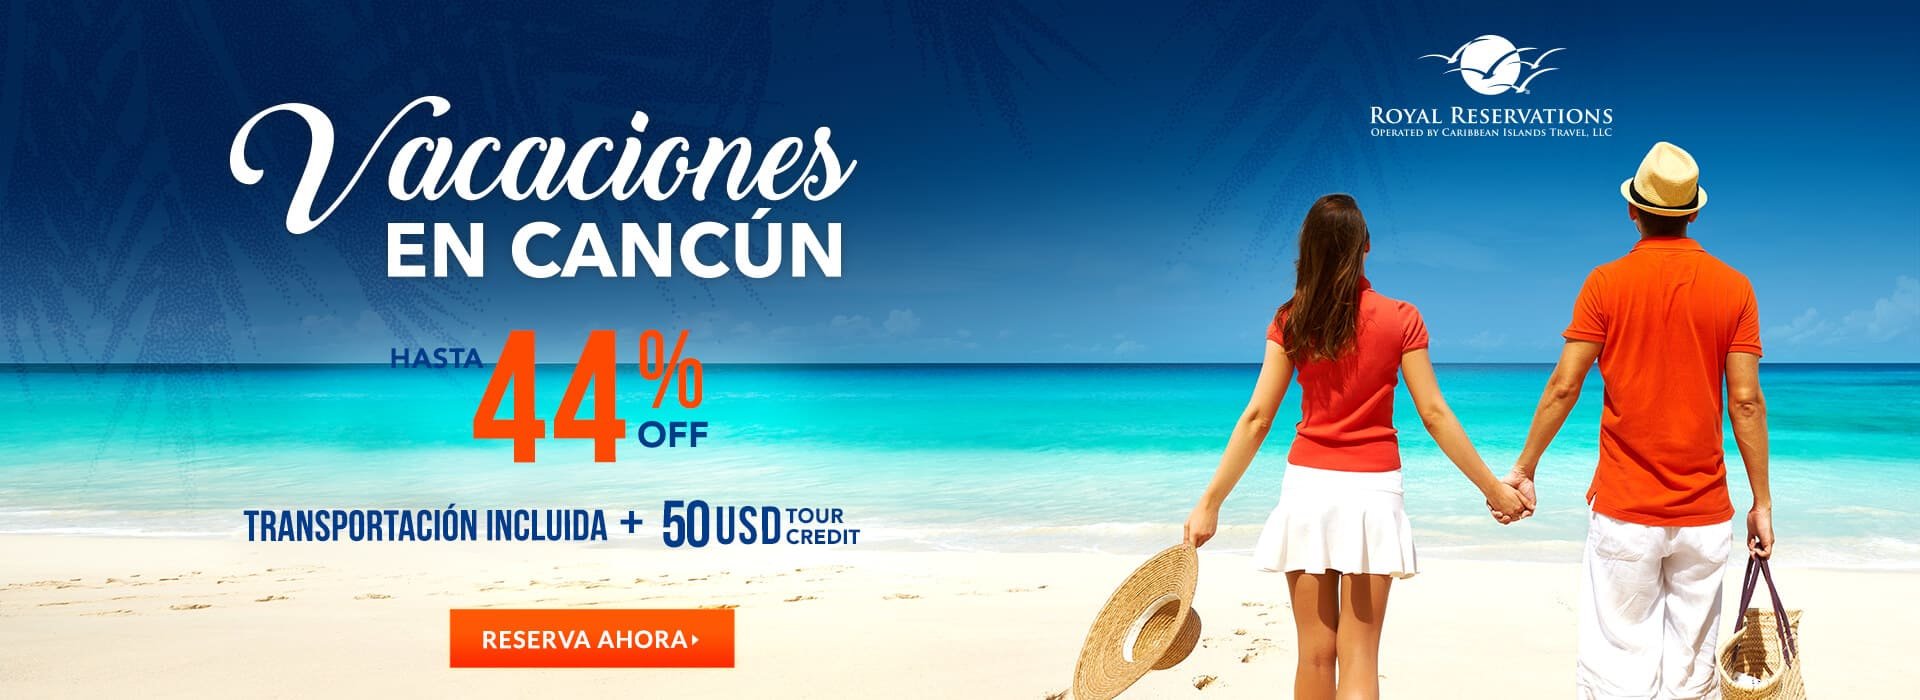 Vacaciones
EN CANCÚN
HASTA 44% OFF
TRANSPORTACIÓN INCLUIDA + 50 USD TOUR CREDIT
RESERVA AHORA
ROYAL RESERVATIONS
OPERATED BY CARIBBEAN ISLANDS TRAVEL, LLC